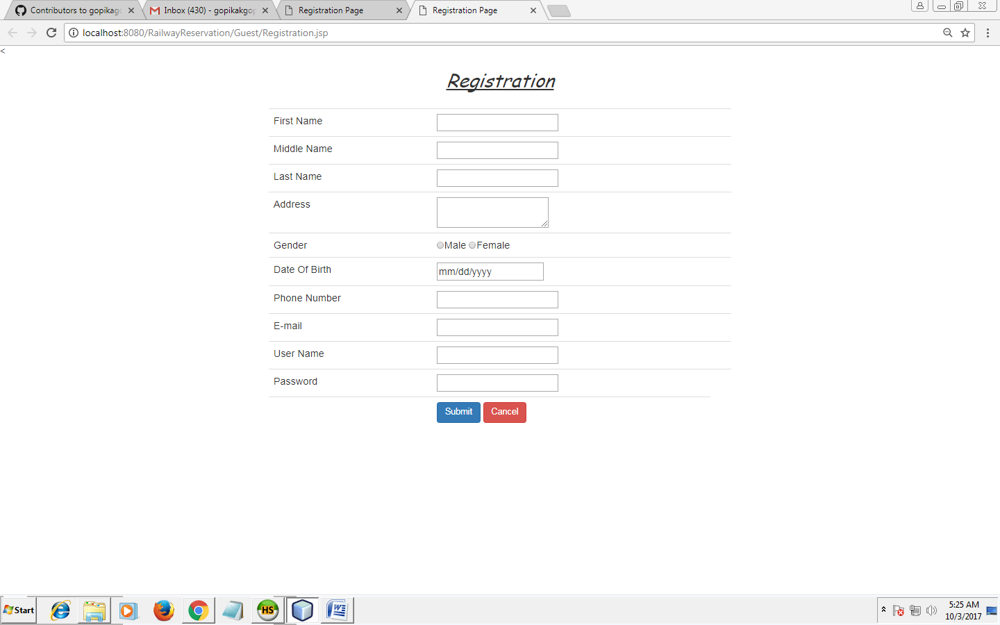 Contributors to gopikag
Inbox (430) - gopikakgo
Registration Page
Registration Page
localhost:8080/RailwayReservation/Guest/Registration.jsp
<
Registration
First Name
Middle Name
Last Name
Address
Gender Male Female
Date Of Birth mm/dd/yyyy
Phone Number
E-mail
User Name
Password
Submit Cancel
Start
HS
W
5:25 AM
10/3/2017